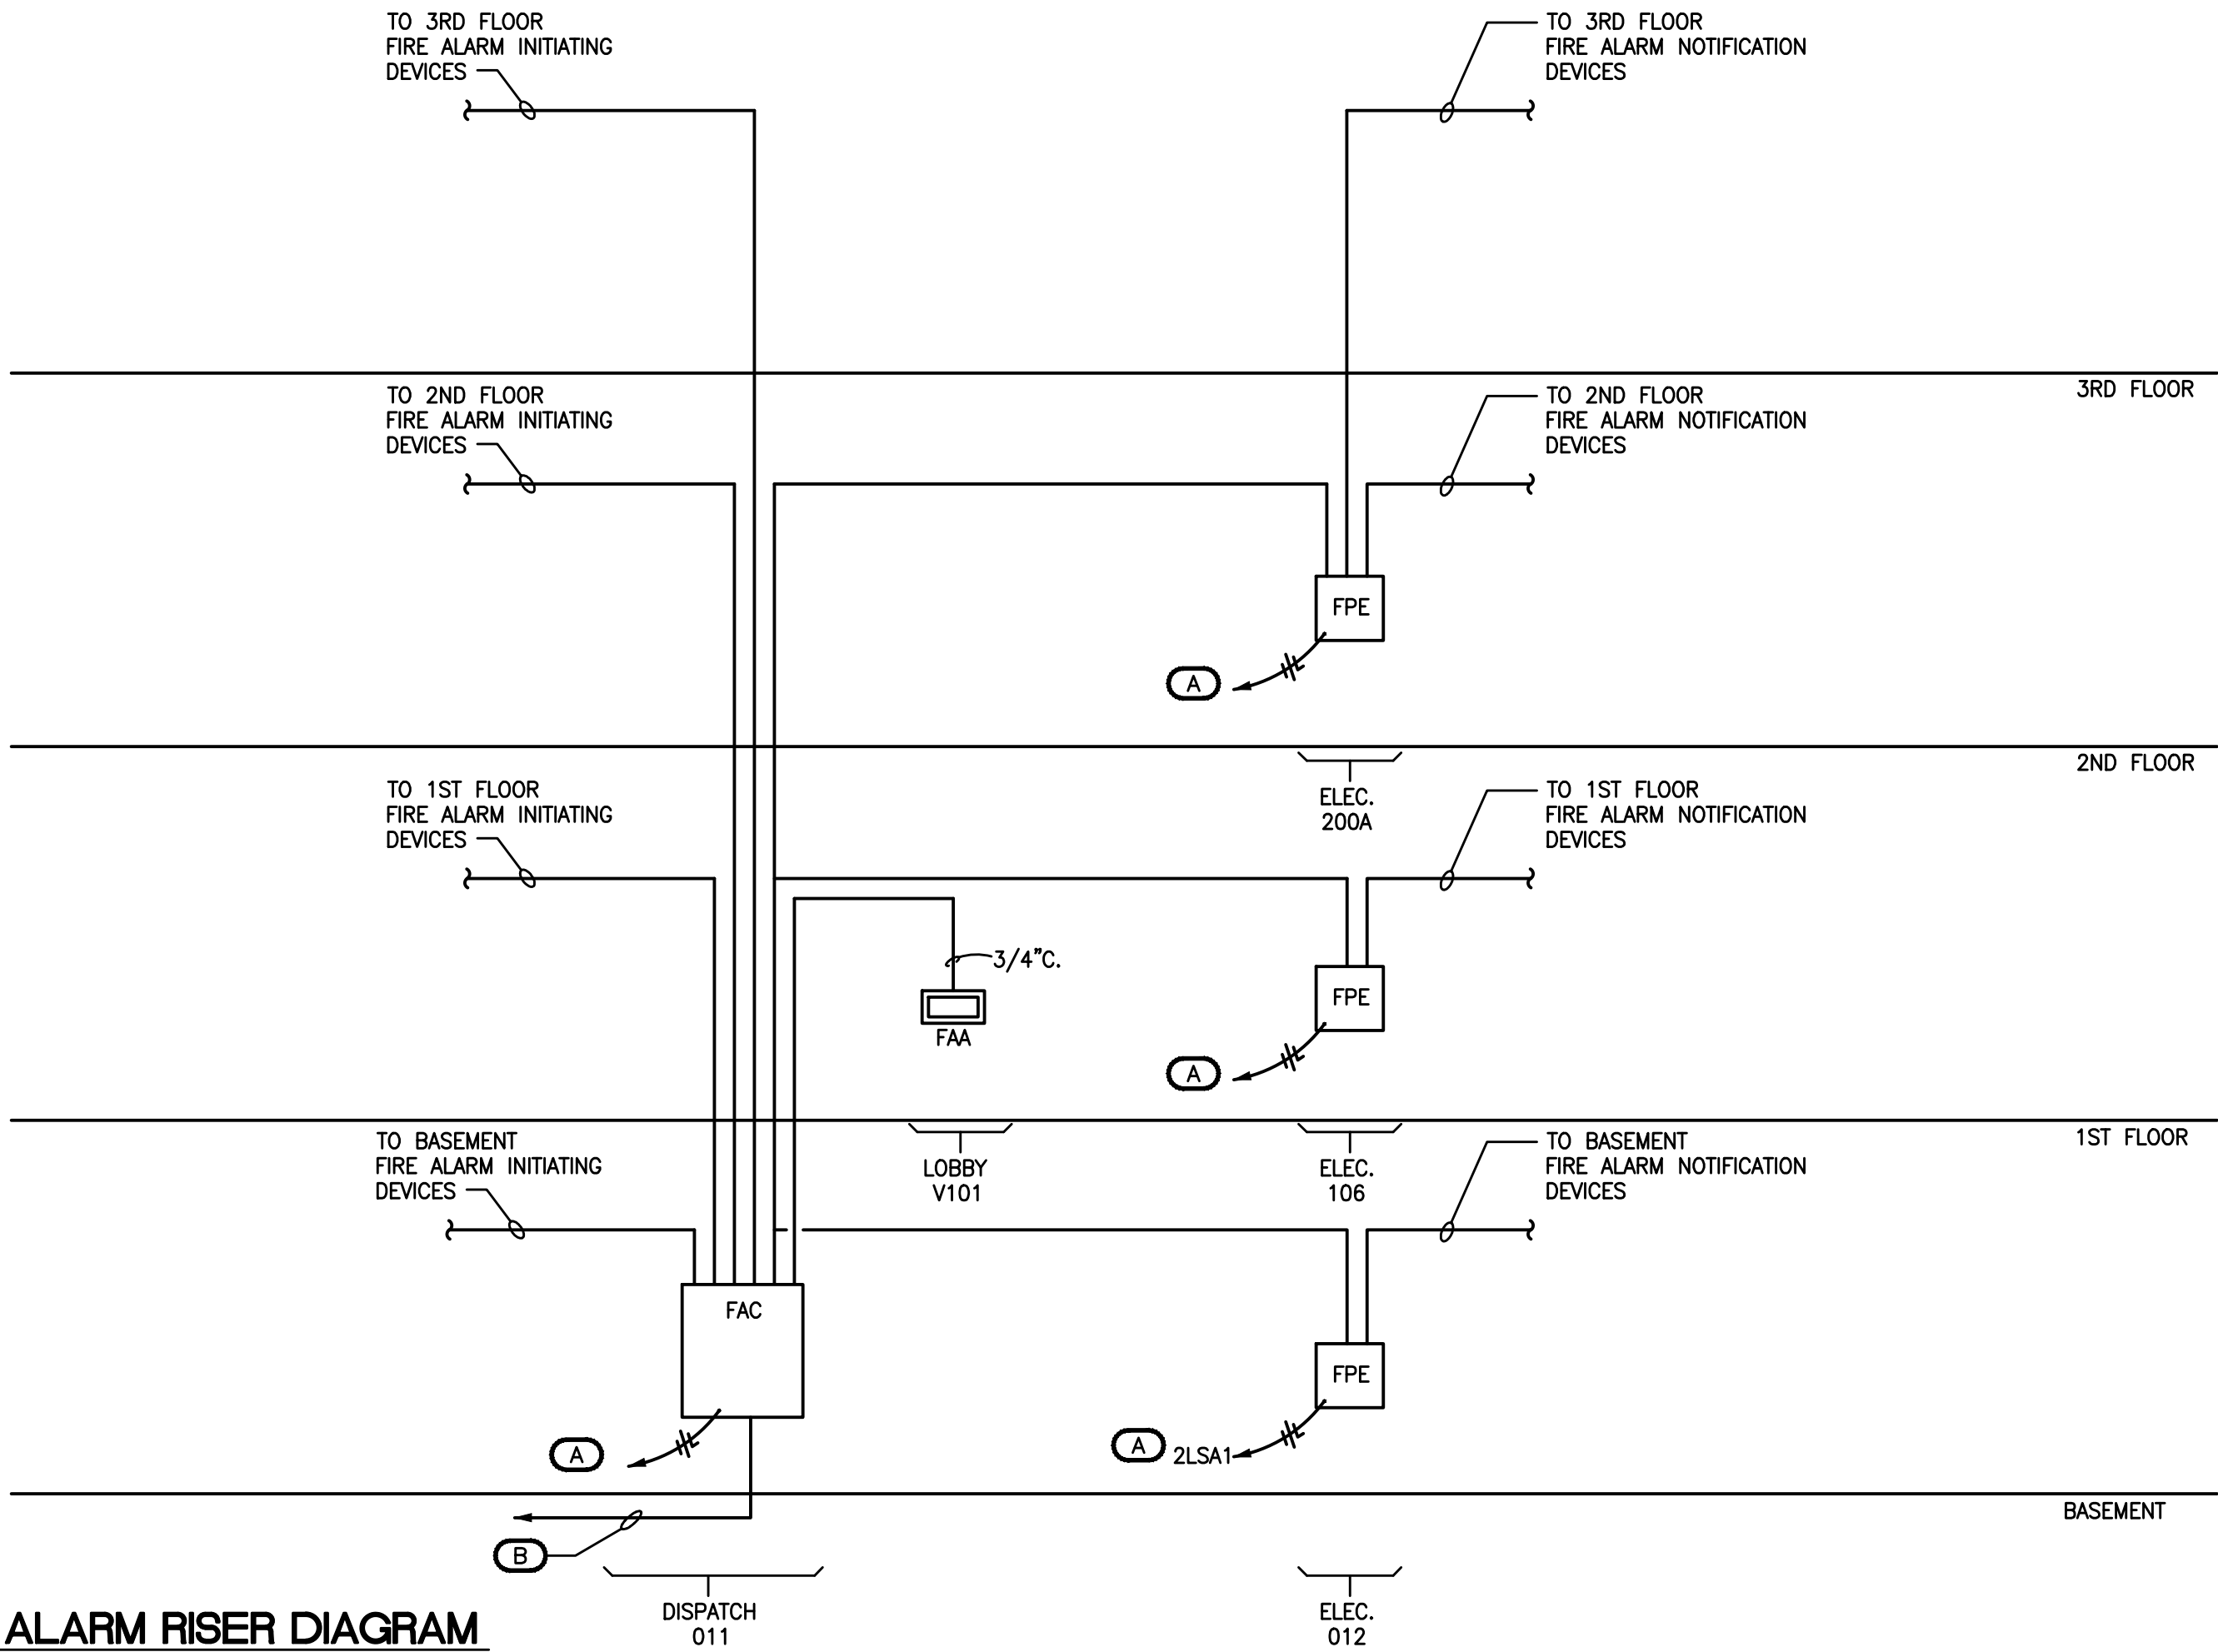 TO 3RD FLOOR
FIRE ALARM INITIATING
DEVICES
TO 3RD FLOOR
FIRE ALARM NOTIFICATION
DEVICES
3RD FLOOR
TO 2ND FLOOR
FIRE ALARM INITIATING
DEVICES
TO 2ND FLOOR
FIRE ALARM NOTIFICATION
DEVICES
FPE
A
2ND FLOOR
ELEC.
200A
TO 1ST FLOOR
FIRE ALARM INITIATING
DEVICES
TO 1ST FLOOR
FIRE ALARM NOTIFICATION
DEVICES
3/4"C.
FAA
FPE
A
1ST FLOOR
LOBBY
V101
ELEC.
106
TO BASEMENT
FIRE ALARM INITIATING
DEVICES
TO BASEMENT
FIRE ALARM NOTIFICATION
DEVICES
FAC
FPE
A
A
2LSA1
BASEMENT
B
DISPATCH
011
ELEC.
012
ALARM RISER DIAGRAM